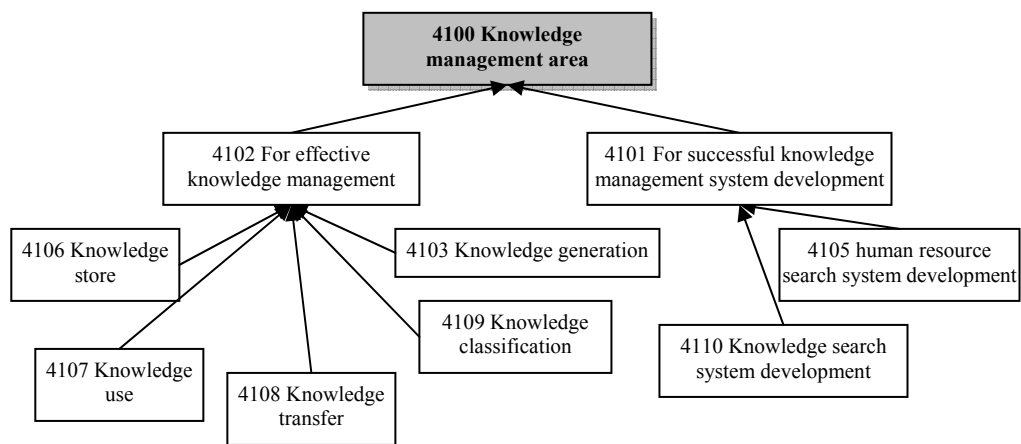 4100 Knowledge
management area
4102 For effective
knowledge management
4101 For successful knowledge
management system development
4106 Knowledge
store
4103 Knowledge generation
4105 human resource
search system development
4109 Knowledge
classification
4107 Knowledge
use
4108 Knowledge
transfer
4110 Knowledge search
system development